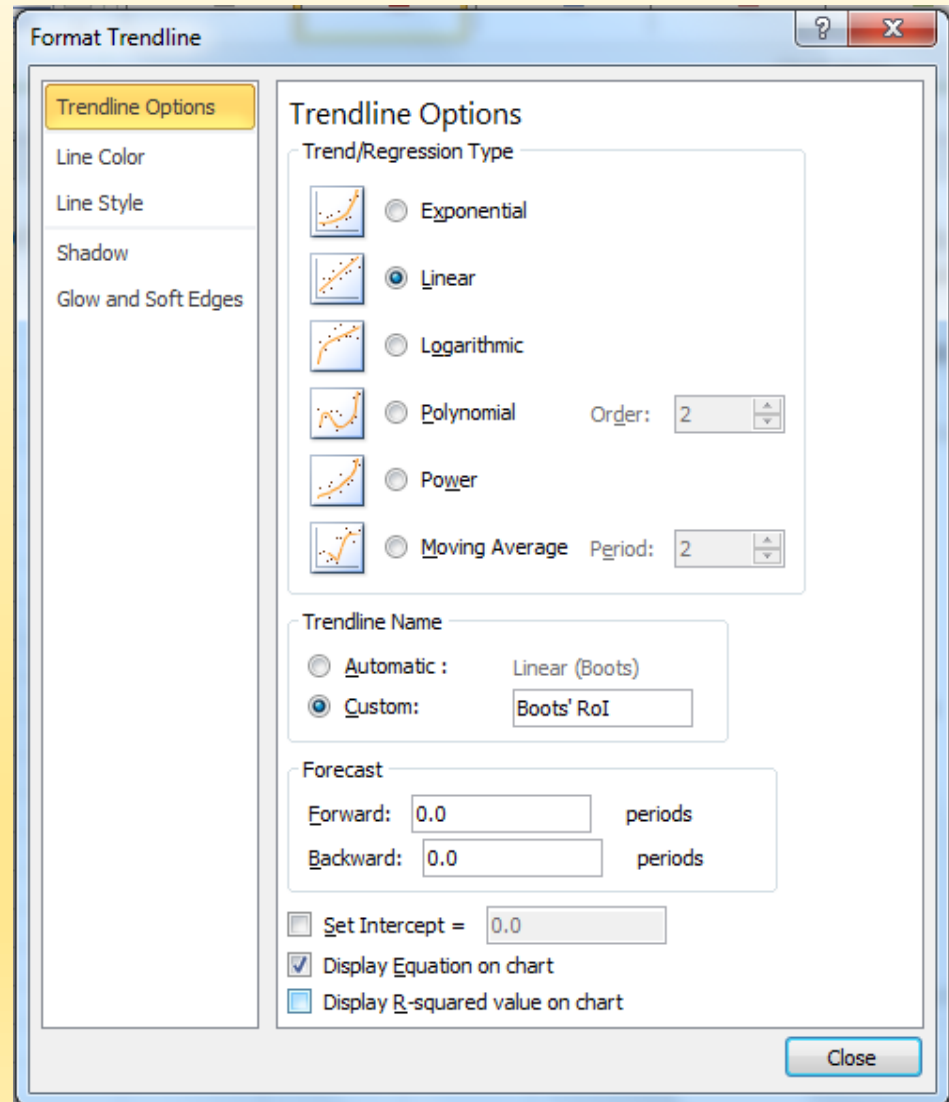 Format Trendline
?
X
Trendline Options
Line Color
Line Style
Shadow
Glow and Soft Edges
Trendline Options
Trend/Regression Type
Exponential
Linear
Logarithmic
Polynomial Order: 2
Power
Moving Average Period: 2
Trendline Name
Automatic : Linear (Boots)
Custom: Boots' RoI
Forecast
Forward: 0.0 periods
Backward: 0.0 periods
Set Intercept = 0.0
Display Equation on chart
Display R-squared value on chart
Close